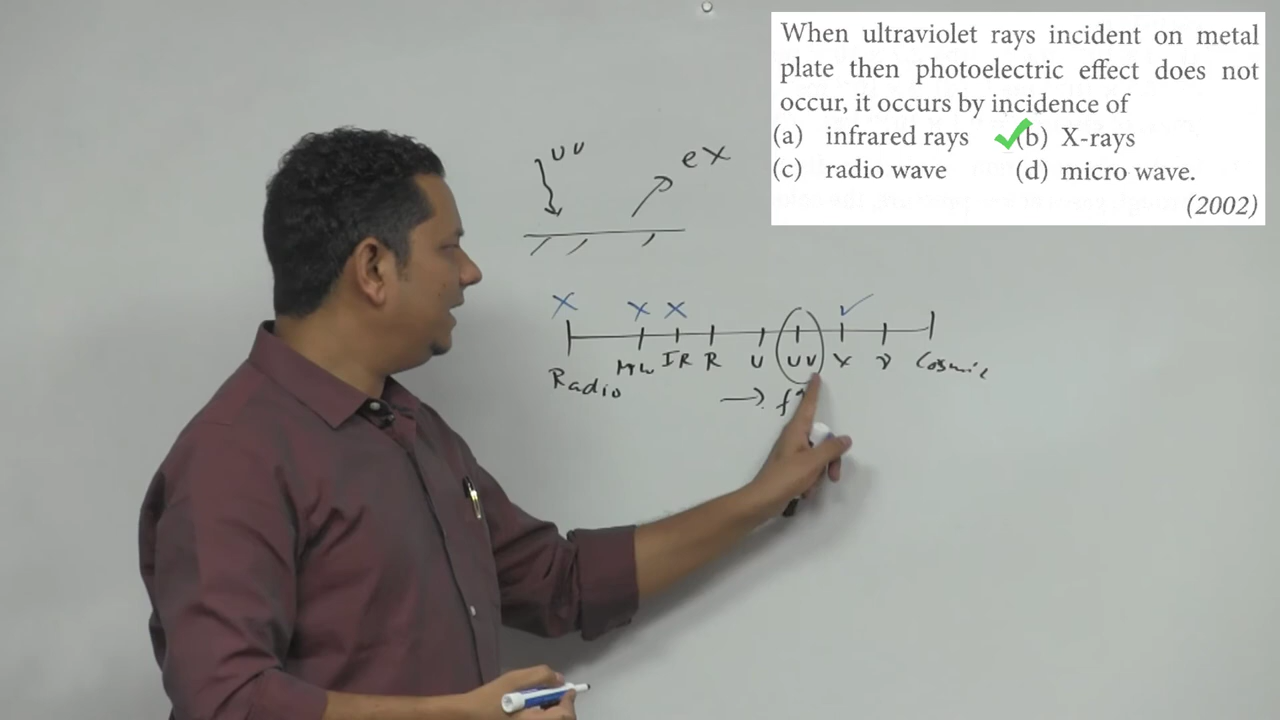 When ultraviolet rays incident on metal
plate then photoelectric effect does not
occur, it occurs by incidence of
(a) infrared rays (b) X-rays
(c) radio wave (d) micro wave.
(2002)
UV
e X
X X X ✓
Radio MW IR R V UV X γ Cosmic
→ f↑